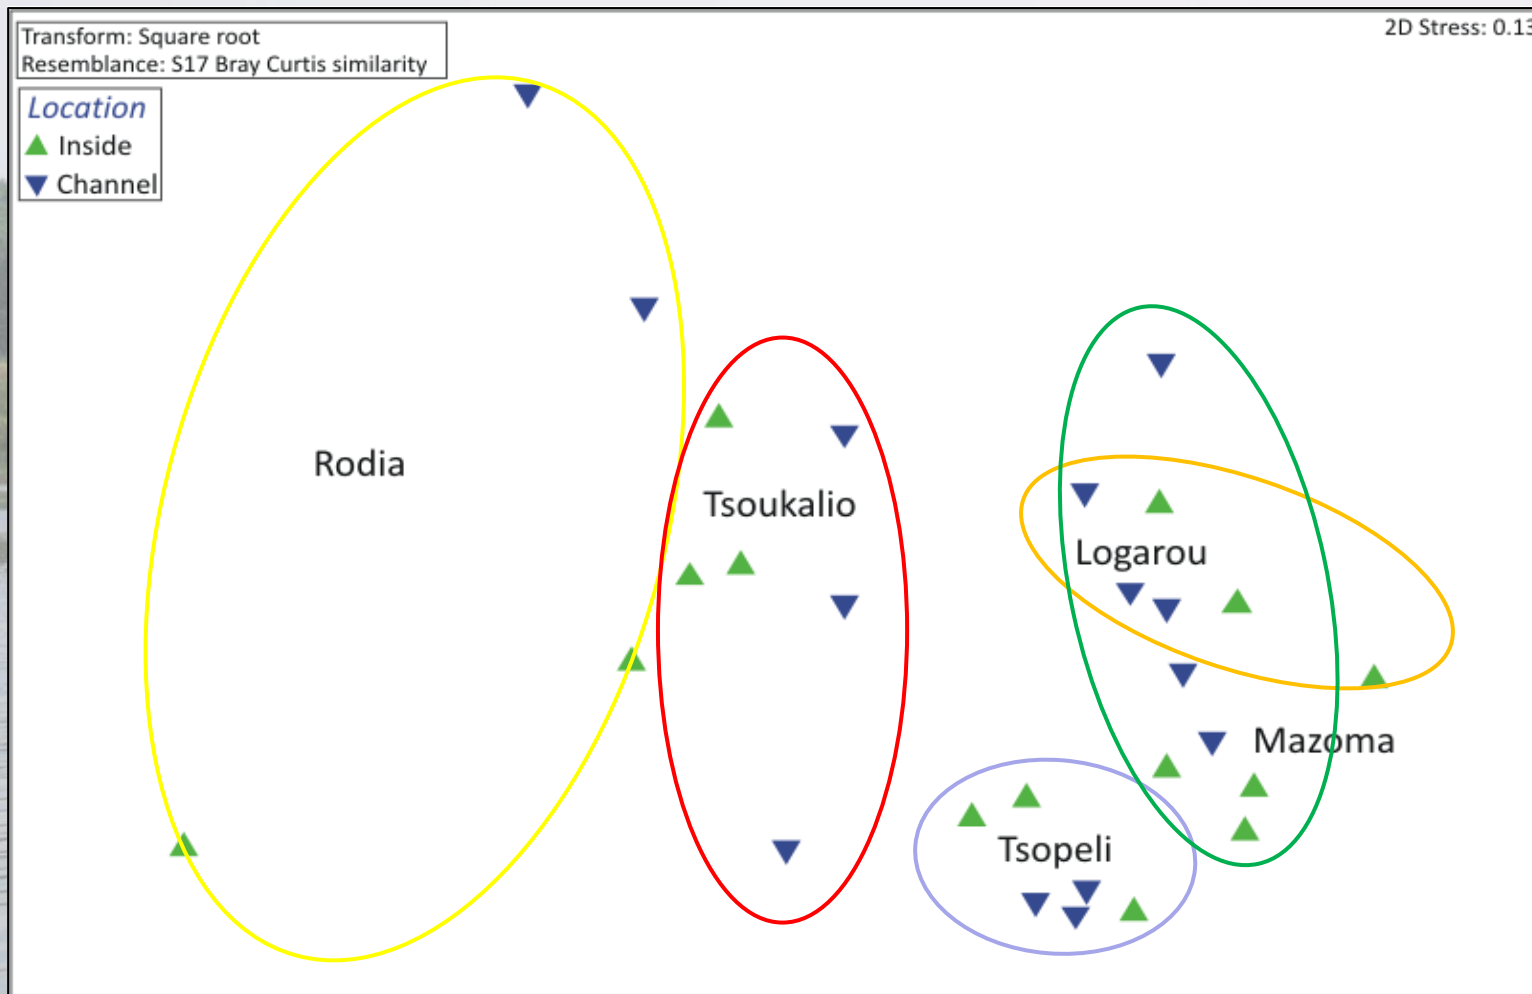 Transform: Square root
Resemblance: S17 Bray Curtis similarity
2D Stress: 0.13
Location
Inside
Channel
Rodia
Tsoukalio
Logarou
Mazoma
Tsopeli